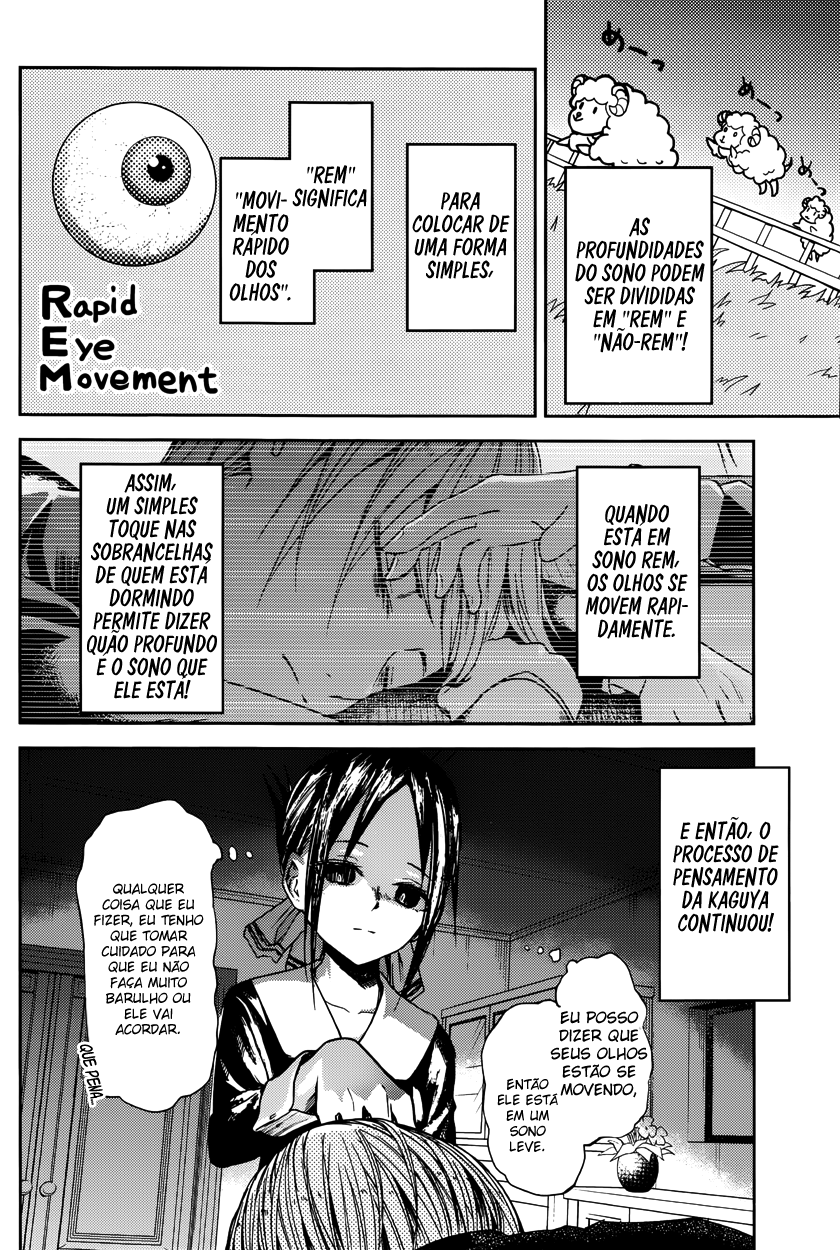 めーっ
めーっ
めーっ
AS
PROFUNDIDADES
DO SONO PODEM
SER DIVIDIDAS
EM "REM" E
"NÃO-REM"!
PARA
COLOCAR DE
UMA FORMA
SIMPLES,
"REM"
SIGNIFICA
"MOVI-
MENTO
RÁPIDO
DOS
OLHOS".
Rapid
Eye
Movement
QUANDO
ESTÁ EM
SONO REM,
OS OLHOS SE
MOVEM RAPI-
DAMENTE.
ASSIM,
UM SIMPLES
TOQUE NAS
SOBRANCELHAS
DE QUEM ESTÁ
DORMINDO
PERMITE DIZER
QUÃO PROFUNDO
E O SONO QUE
ELE ESTÁ!
E ENTÃO, O
PROCESSO DE
PENSAMENTO
DA KAGUYA
CONTINUOU!
EU POSSO
DIZER QUE
SEUS OLHOS
ESTÃO SE
MOVENDO,
ENTÃO
ELE ESTÁ
EM UM
SONO
LEVE.
QUALQUER
COISA QUE EU
FIZER, EU TENHO
QUE TOMAR
CUIDADO PARA
QUE EU NÃO
FAÇA MUITO
BARULHO OU
ELE VAI
ACORDAR.
QUE PENA...